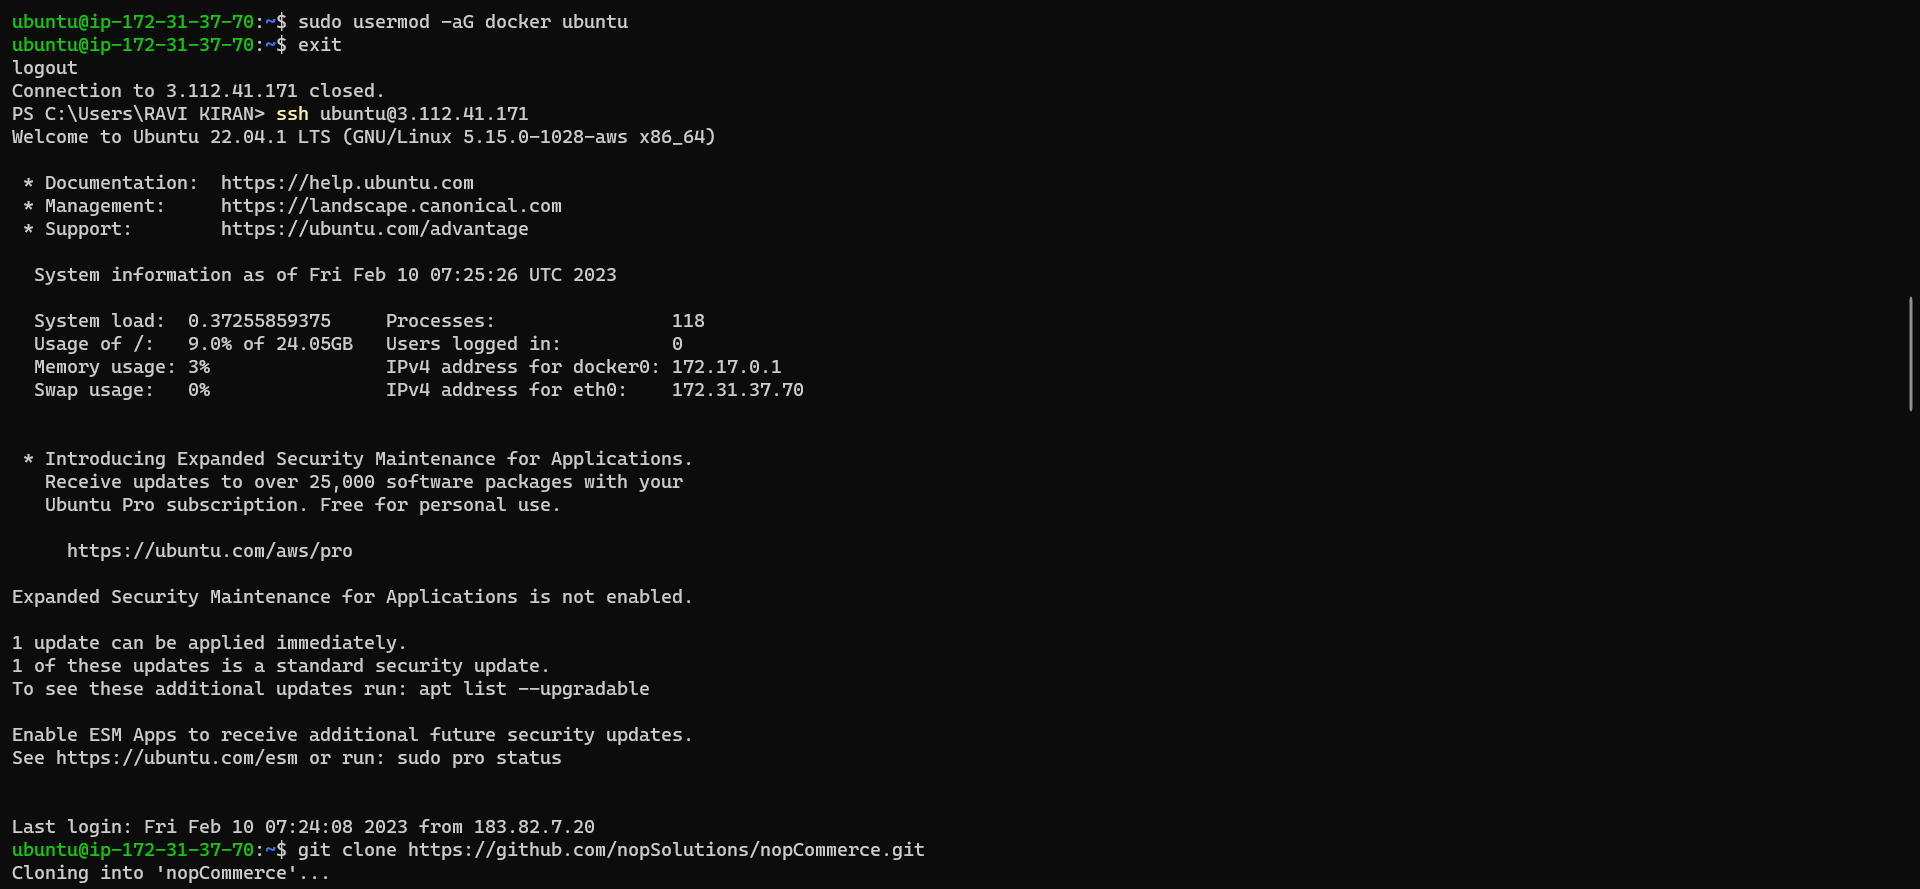 ubuntu@ip-172-31-37-70:~$ sudo usermod -aG docker ubuntu
ubuntu@ip-172-31-37-70:~$ exit
logout
Connection to 3.112.41.171 closed.
PS C:\Users\RAVI KIRAN> ssh ubuntu@3.112.41.171
Welcome to Ubuntu 22.04.1 LTS (GNU/Linux 5.15.0-1028-aws x86_64)
* Documentation:  https://help.ubuntu.com
* Management:     https://landscape.canonical.com
* Support:        https://ubuntu.com/advantage
System information as of Fri Feb 10 07:25:26 UTC 2023
System load:  0.37255859375     Processes:                118
Usage of /:   9.0% of 24.05GB   Users logged in:          0
Memory usage: 3%                IPv4 address for docker0: 172.17.0.1
Swap usage:   0%                IPv4 address for eth0:    172.31.37.70
* Introducing Expanded Security Maintenance for Applications.
Receive updates to over 25,000 software packages with your
Ubuntu Pro subscription. Free for personal use.
https://ubuntu.com/aws/pro
Expanded Security Maintenance for Applications is not enabled.
1 update can be applied immediately.
1 of these updates is a standard security update.
To see these additional updates run: apt list --upgradable
Enable ESM Apps to receive additional future security updates.
See https://ubuntu.com/esm or run: sudo pro status
Last login: Fri Feb 10 07:24:08 2023 from 183.82.7.20
ubuntu@ip-172-31-37-70:~$ git clone https://github.com/nopSolutions/nopCommerce.git
Cloning into 'nopCommerce'...